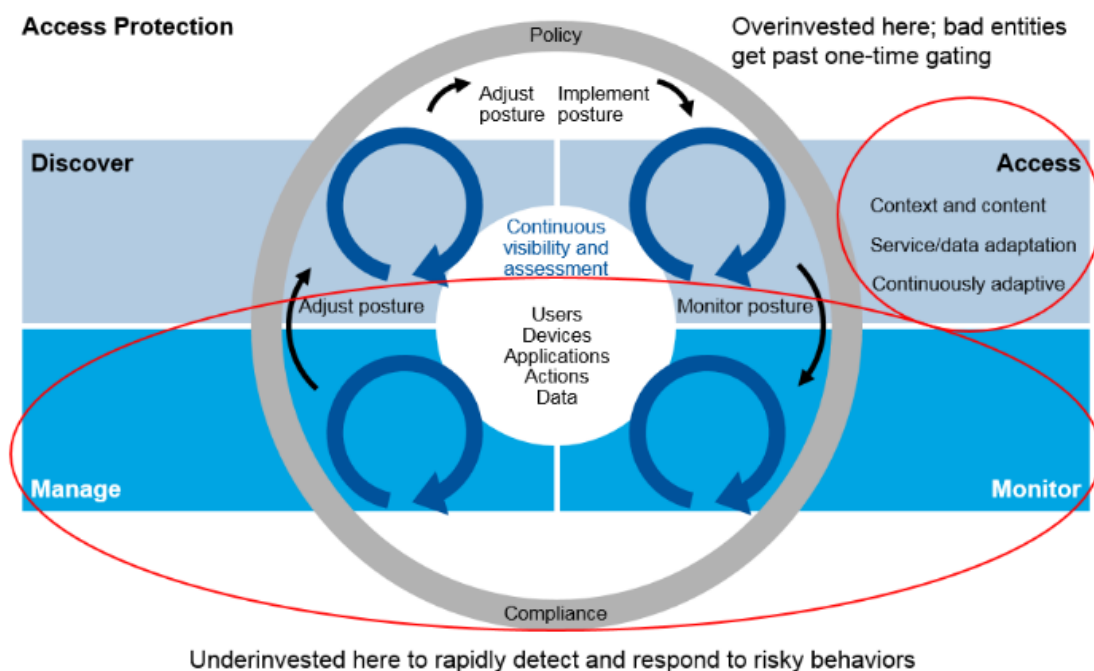 Access Protection
Policy
Overinvested here; bad entities
get past one-time gating
Adjust
posture
Implement
posture
Discover
Access
Context and content
Service/data adaptation
Continuously adaptive
Continuous
visibility and
assessment
Adjust posture
Monitor posture
Users
Devices
Applications
Actions
Data
Manage
Monitor
Compliance
Underinvested here to rapidly detect and respond to risky behaviors